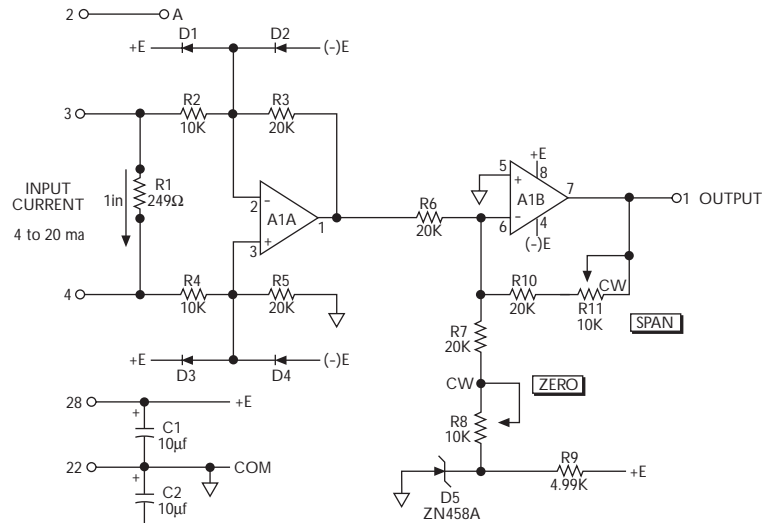 2 A
+E D1 D2 (-)E
3 R2 10K R3 20K
INPUT
CURRENT
4 to 20 ma
1in
R1
249Ω
2 -
A1A 1
3 +
4 R4 10K R5 20K
+E D3 D4 (-)E
R6
20K
+E
5 + 8
A1B 7
6 - 4
(-)E
1 OUTPUT
R10
20K
CW
R11
10K
SPAN
R7
20K
CW ZERO
R8
10K
R9
4.99K
+E
D5
ZN458A
28 +E
+ C1
10µf
22 COM
+ C2
10µf